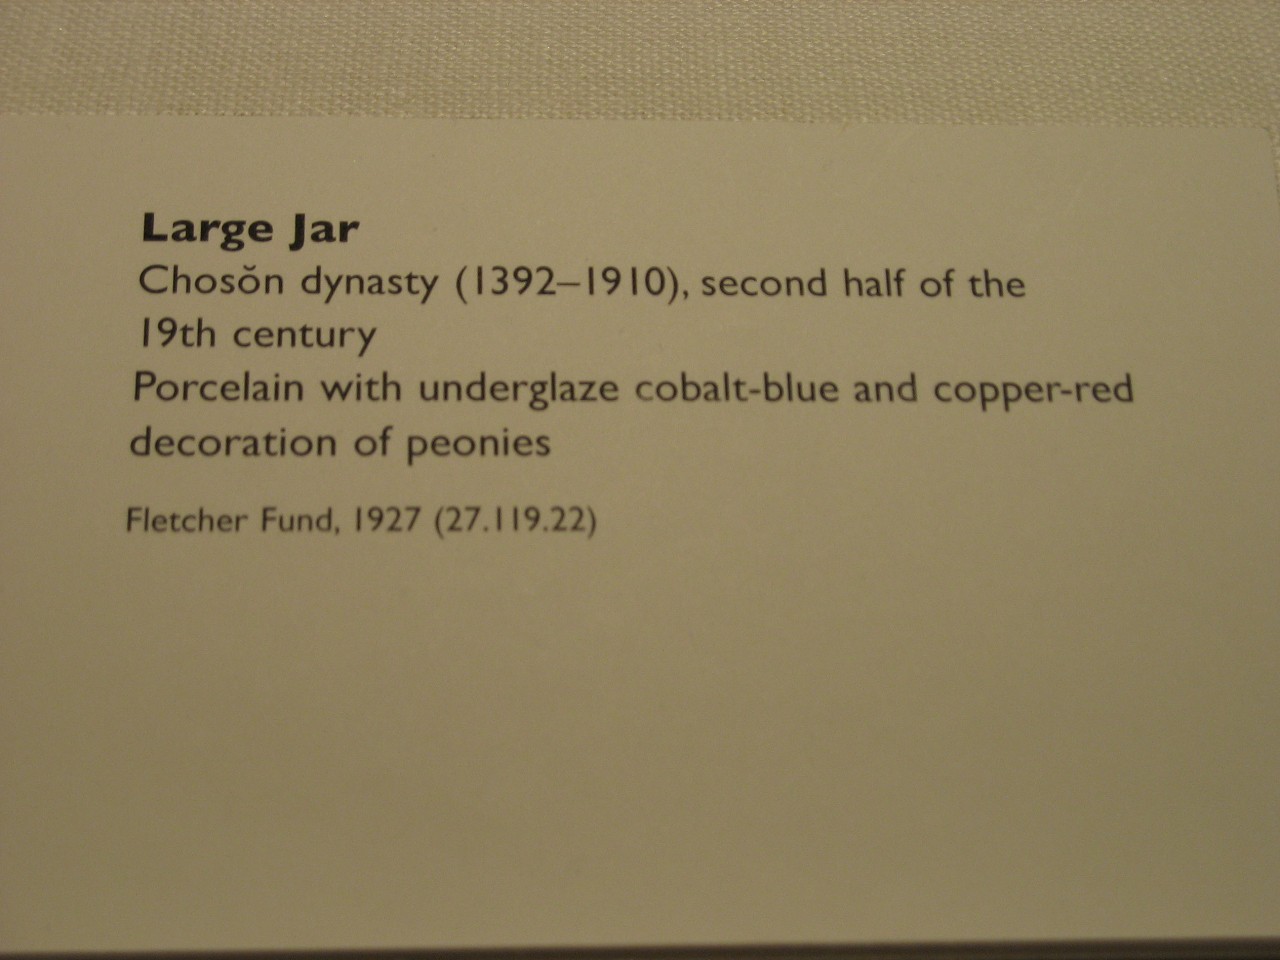 Large Jar
Chosŏn dynasty (1392–1910), second half of the
19th century
Porcelain with underglaze cobalt-blue and copper-red
decoration of peonies
Fletcher Fund, 1927 (27.119.22)